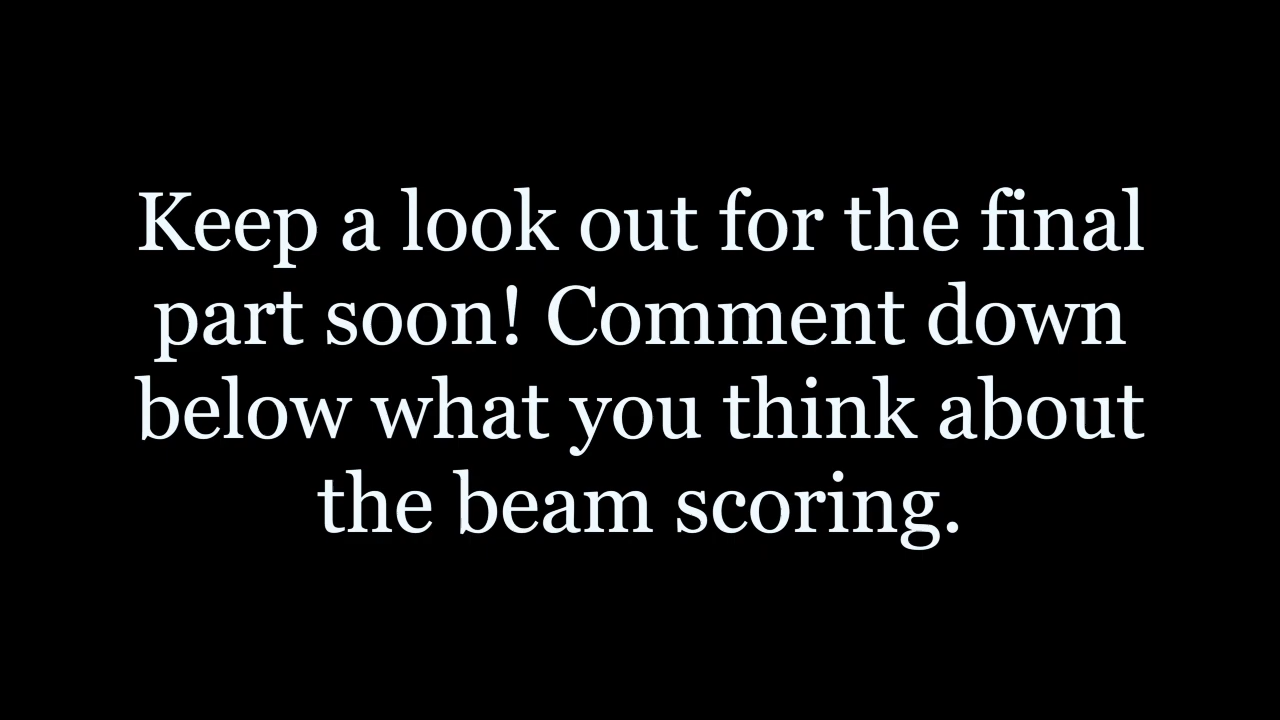 Keep a look out for the final
part soon! Comment down
below what you think about
the beam scoring.